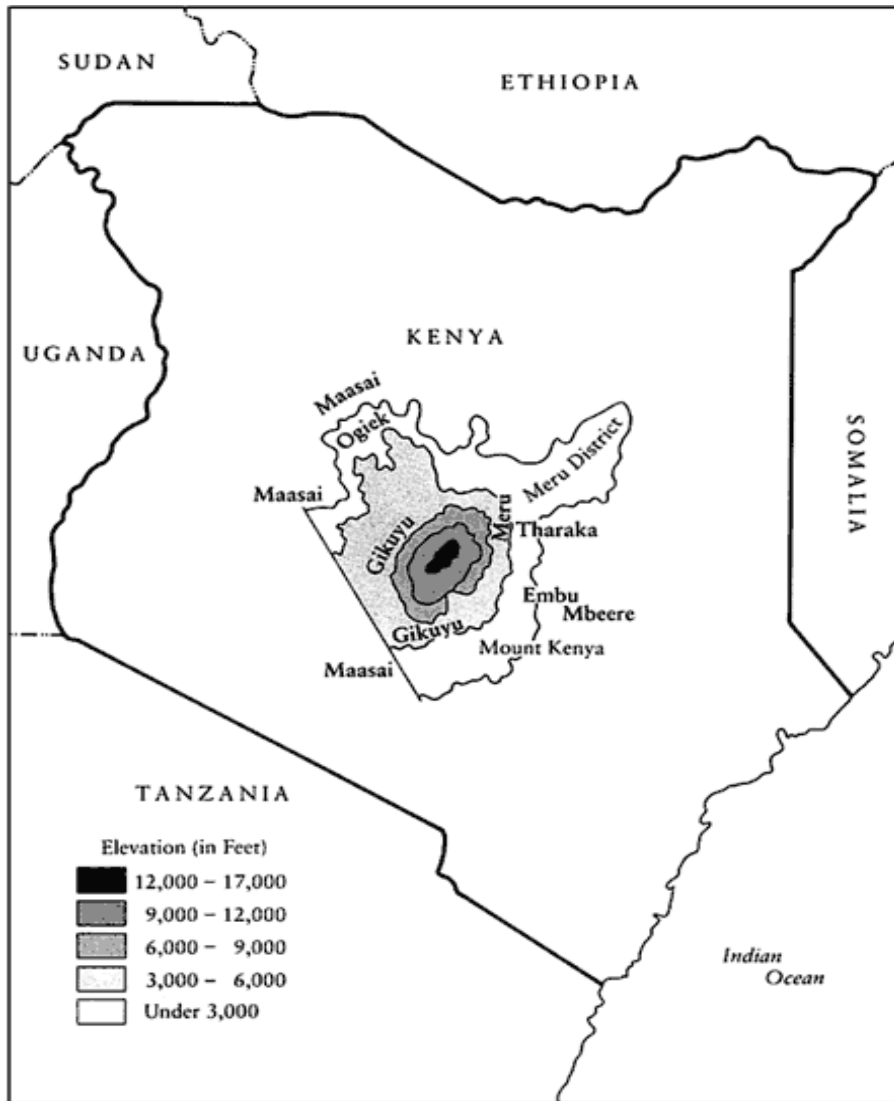 SUDAN
ETHIOPIA
KENYA
UGANDA
SOMALIA
Maasai
Ogiek
Meru District
Maasai
Meru
Tharaka
Gikuyu
Embu
Mbeere
Gikuyu
Mount Kenya
Maasai
TANZANIA
Elevation (in Feet)
12,000 – 17,000
9,000 – 12,000
6,000 – 9,000
3,000 – 6,000
Under 3,000
Indian
Ocean